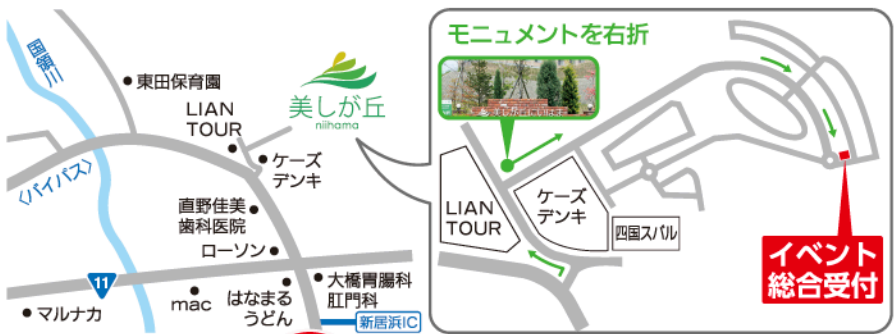 国領川
東田保育園
LIAN
TOUR
美しが丘
niihama
ケーズ
デンキ
〈バイパス〉
直野佳美
歯科医院
ローソン
11
マルナカ
mac
はなまる
うどん
大橋胃腸科
肛門科
新居浜IC
モニュメントを右折
LIAN
TOUR
ケーズ
デンキ
四国スバル
イベント
総合受付